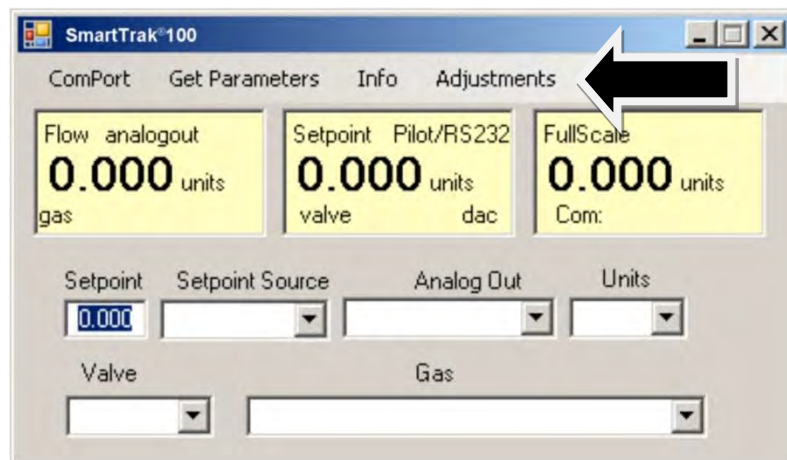 SmartTrak®100
ComPort Get Parameters Info Adjustments
Flow analogout
0.000 units
gas
Setpoint Pilot/RS232
0.000 units
valve dac
FullScale
0.000 units
Com:
Setpoint Setpoint Source Analog Out Units
0.000
Valve Gas